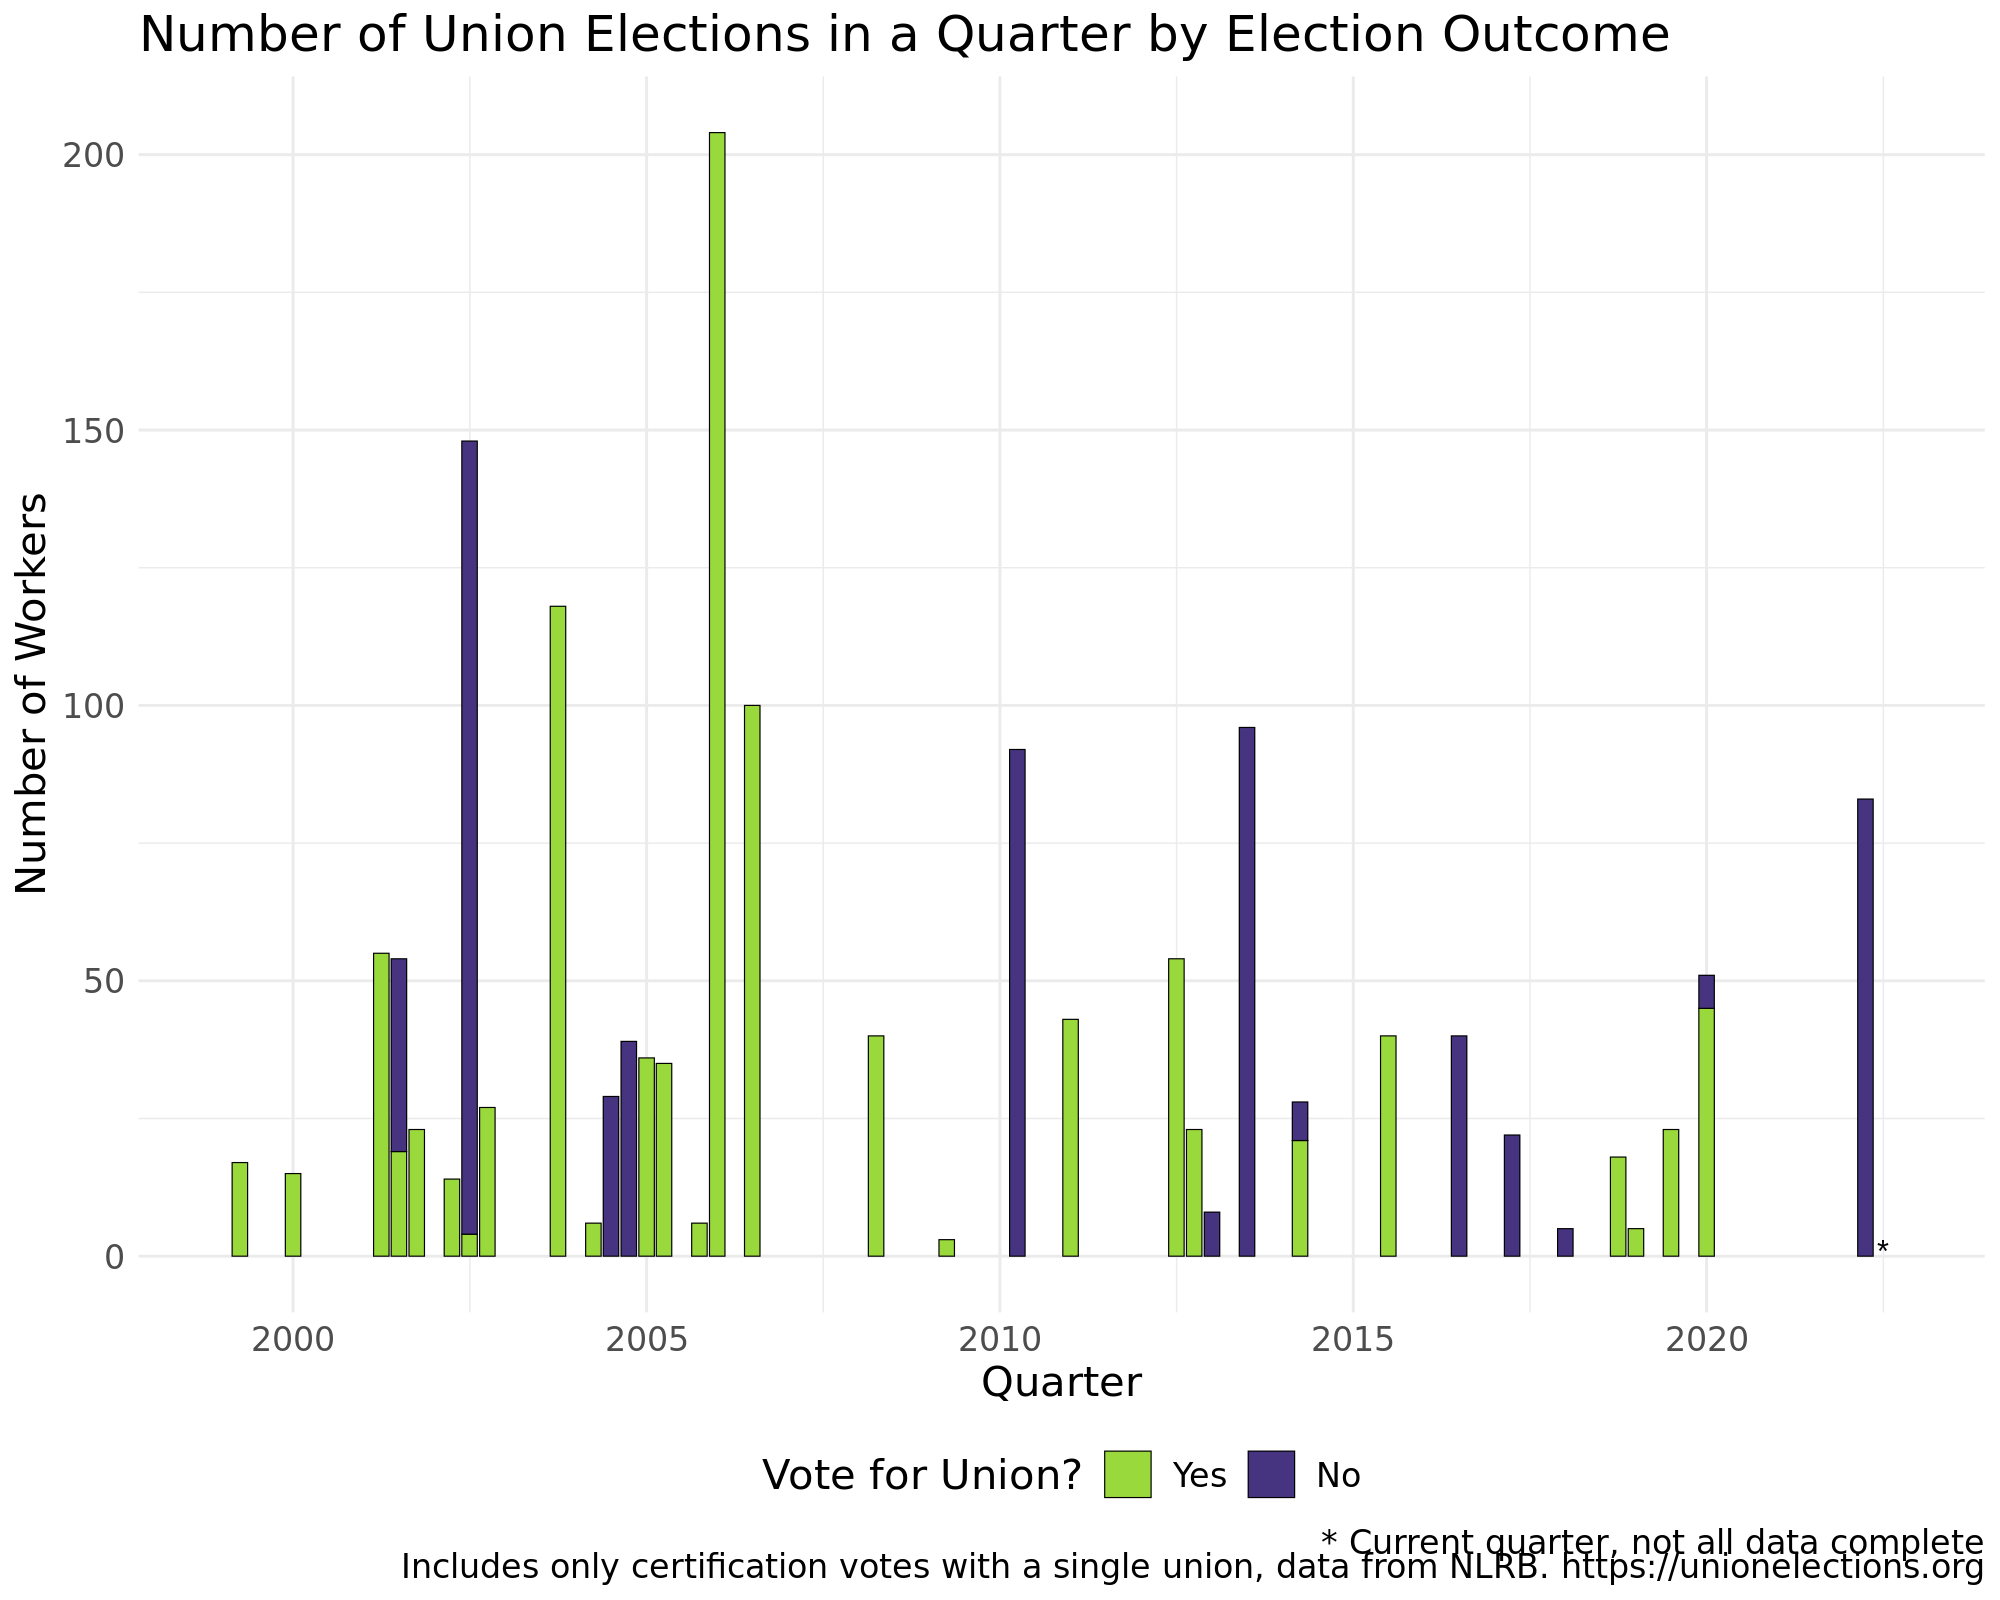 Number of Union Elections in a Quarter by Election Outcome
Number of Workers
200
150
100
50
0
*
2000 2005 2010 2015 2020
Quarter
Vote for Union? Yes No
* Current quarter, not all data complete
Includes only certification votes with a single union, data from NLRB. https://unionelections.org